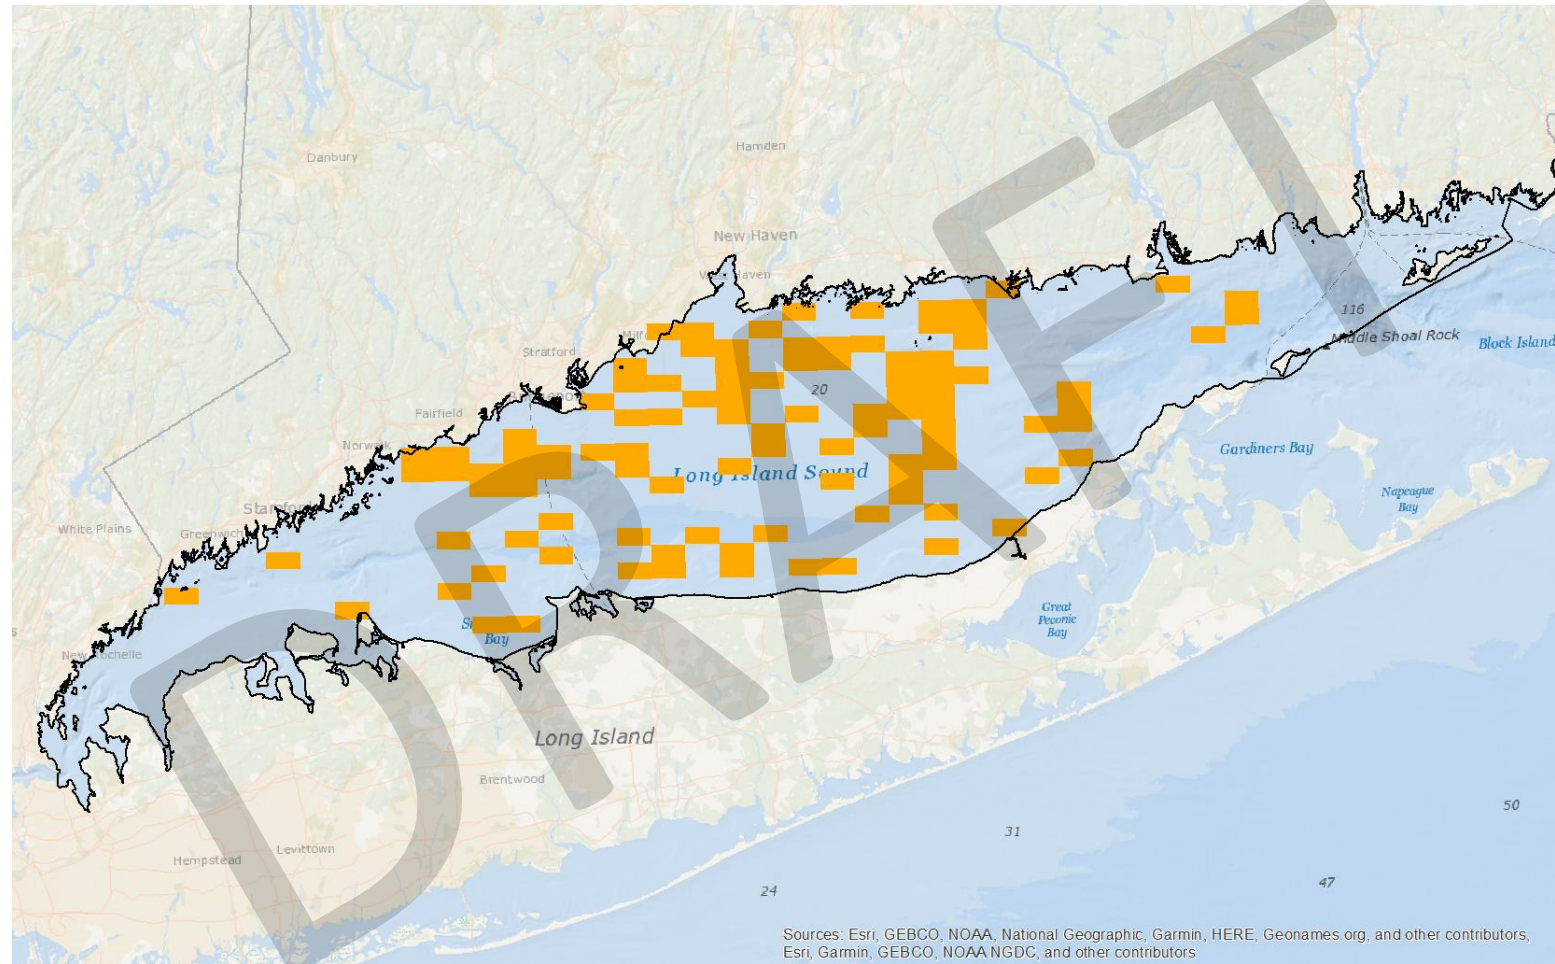 Danbury
Hamden
New Haven
Haven
Milf
Stratford
Fairfield
Norwalk
Stamfo
Greenwich
White Plains
New Rochelle
116
Middle Shoal Rock
Block Island
20
Long Island Sound
Gardiners Bay
Napeague
Bay
Great
Peconic
Bay
Bay
Long Island
Brentwood
Levittown
Hempstead
50
31
47
24
DRAFT
Sources: Esri, GEBCO, NOAA, National Geographic, Garmin, HERE, Geonames.org, and other contributors,
Esri, Garmin, GEBCO, NOAA NGDC, and other contributors